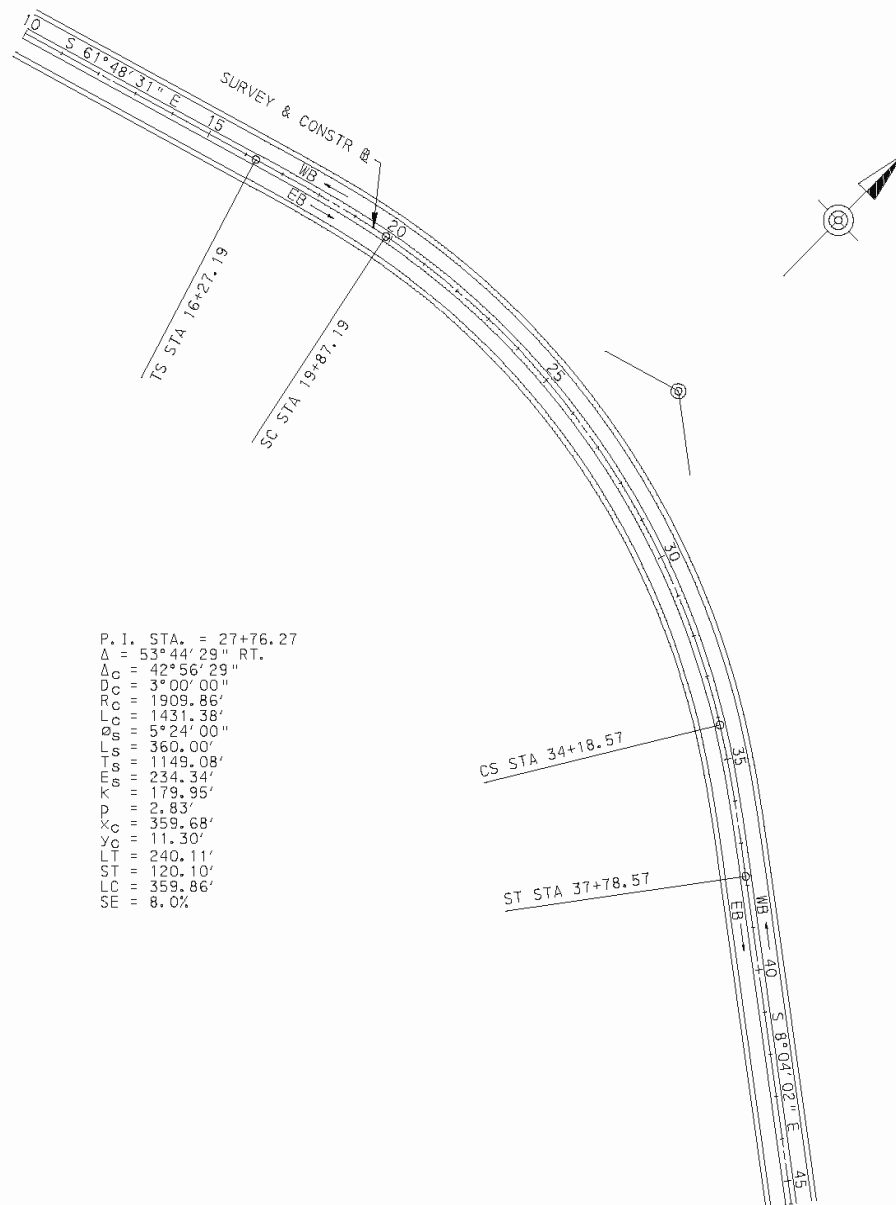 10
S 61°48'31" E
15
SURVEY & CONSTR ℄
WB
EB
20
TS STA 16+27.19
SC STA 19+87.19
25
30
P.I. STA. = 27+76.27
Δ = 53°44'29" RT.
Δc = 42°56'29"
Dc = 3°00'00"
Rc = 1909.86'
Lc = 1431.38'
Øs = 5°24'00"
Ls = 360.00'
Ts = 1149.08'
Es = 234.34'
k = 179.95'
p = 2.83'
xc = 359.68'
yc = 11.30'
LT = 240.11'
ST = 120.10'
LC = 359.86'
SE = 8.0%
CS STA 34+18.57
35
ST STA 37+78.57
EB
WB
40
S 8°04'02" E
45